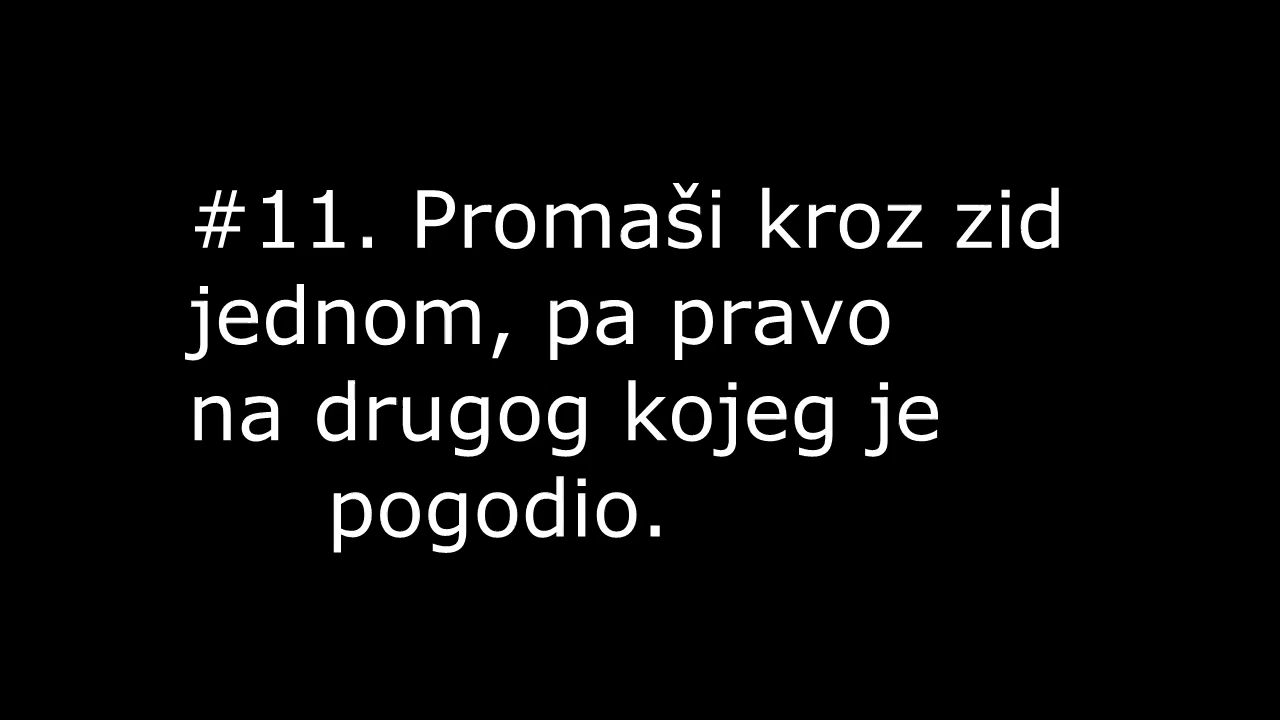 #11. Promaši kroz zid
jednom, pa pravo
na drugog kojeg je
pogodio.